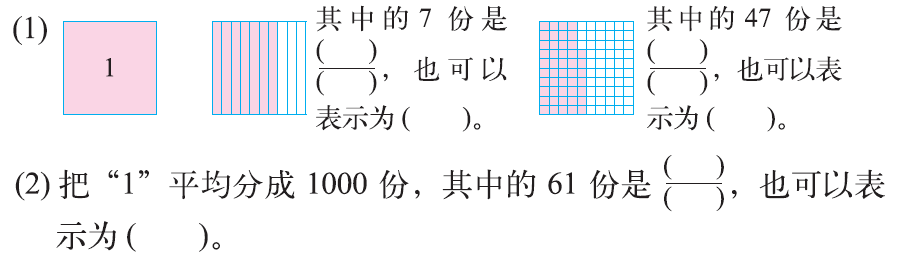 (1) 1 其中的 7 份是 ( )/( )，也可以表示为 (  )。 其中的 47 份是 ( )/( )，也可以表示为 (  )。
(2) 把“1”平均分成 1000 份，其中的 61 份是 ( )/( )，也可以表
示为 (  )。